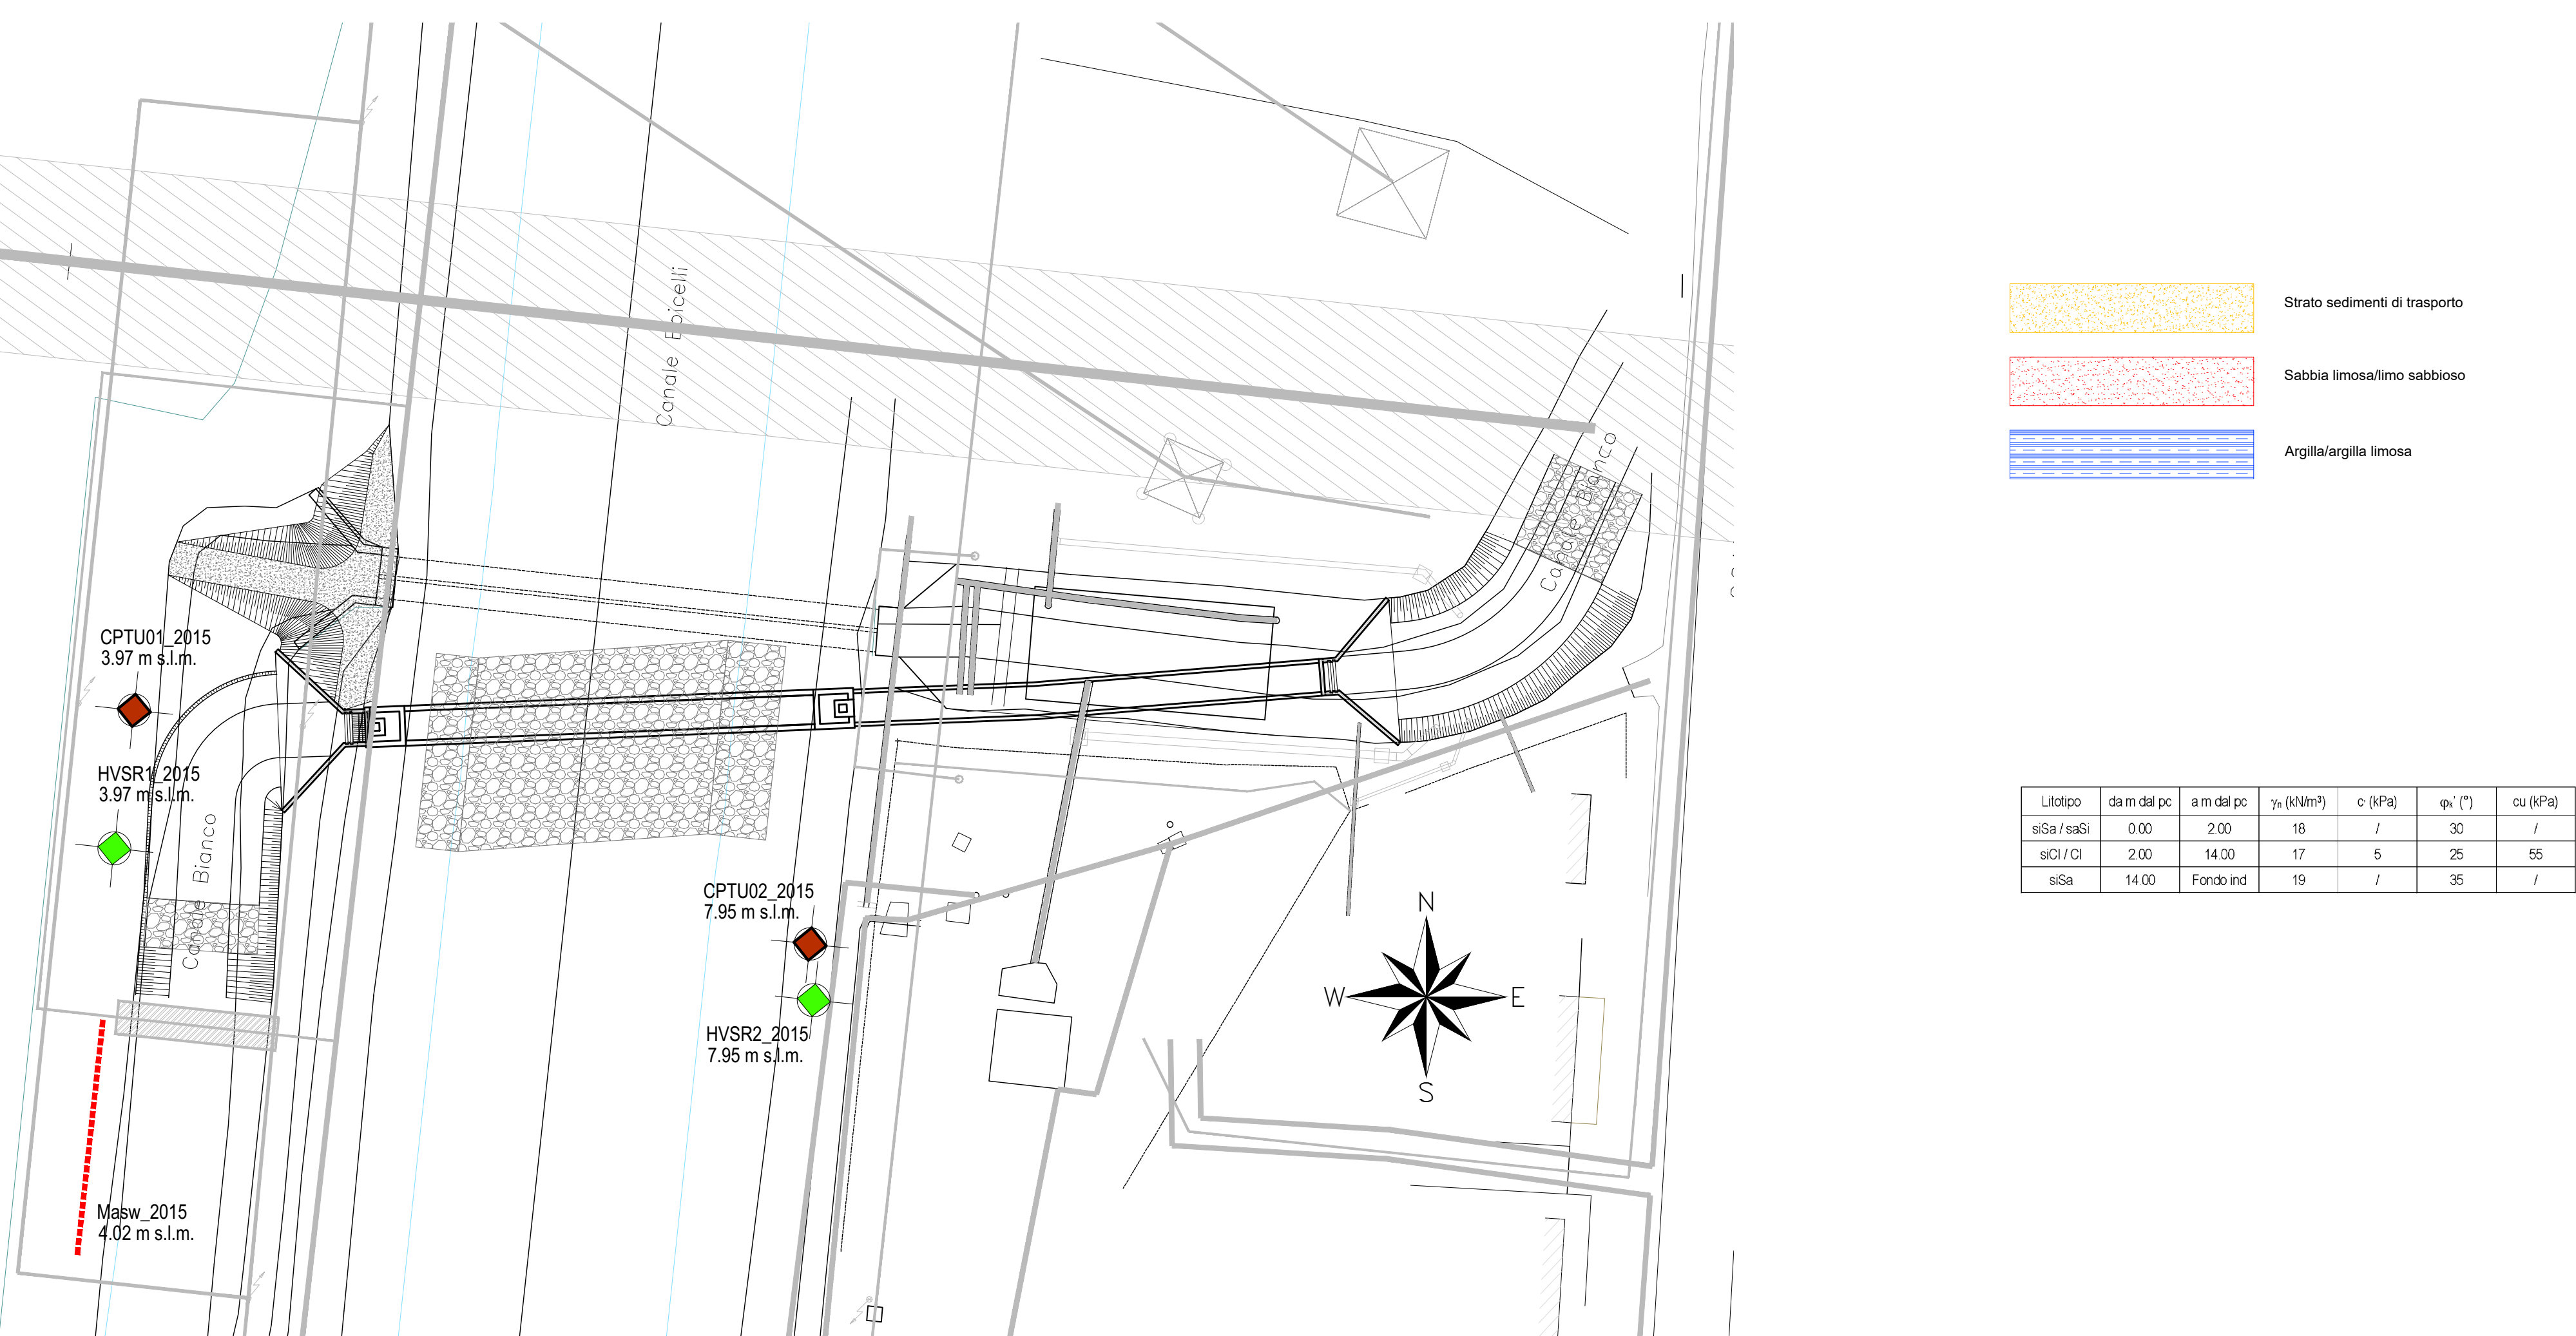 Canale Epicelli
Canale Bianco
CPTU01_2015
3.97 m s.l.m.
HVSR1_2015
3.97 m s.l.m.
Canale Bianco
CPTU02_2015
7.95 m s.l.m.
HVSR2_2015
7.95 m s.l.m.
Masw_2015
4.02 m s.l.m.
N
W E
S
Strato sedimenti di trasporto
Sabbia limosa/limo sabbioso
Argilla/argilla limosa
Litotipo da m dal pc a m dal pc γn (kN/m³) c' (kPa) φk' (°) cu (kPa)
siSa / saSi 0.00 2.00 18 / 30 /
siCl / Cl 2.00 14.00 17 5 25 55
siSa 14.00 Fondo ind 19 / 35 /